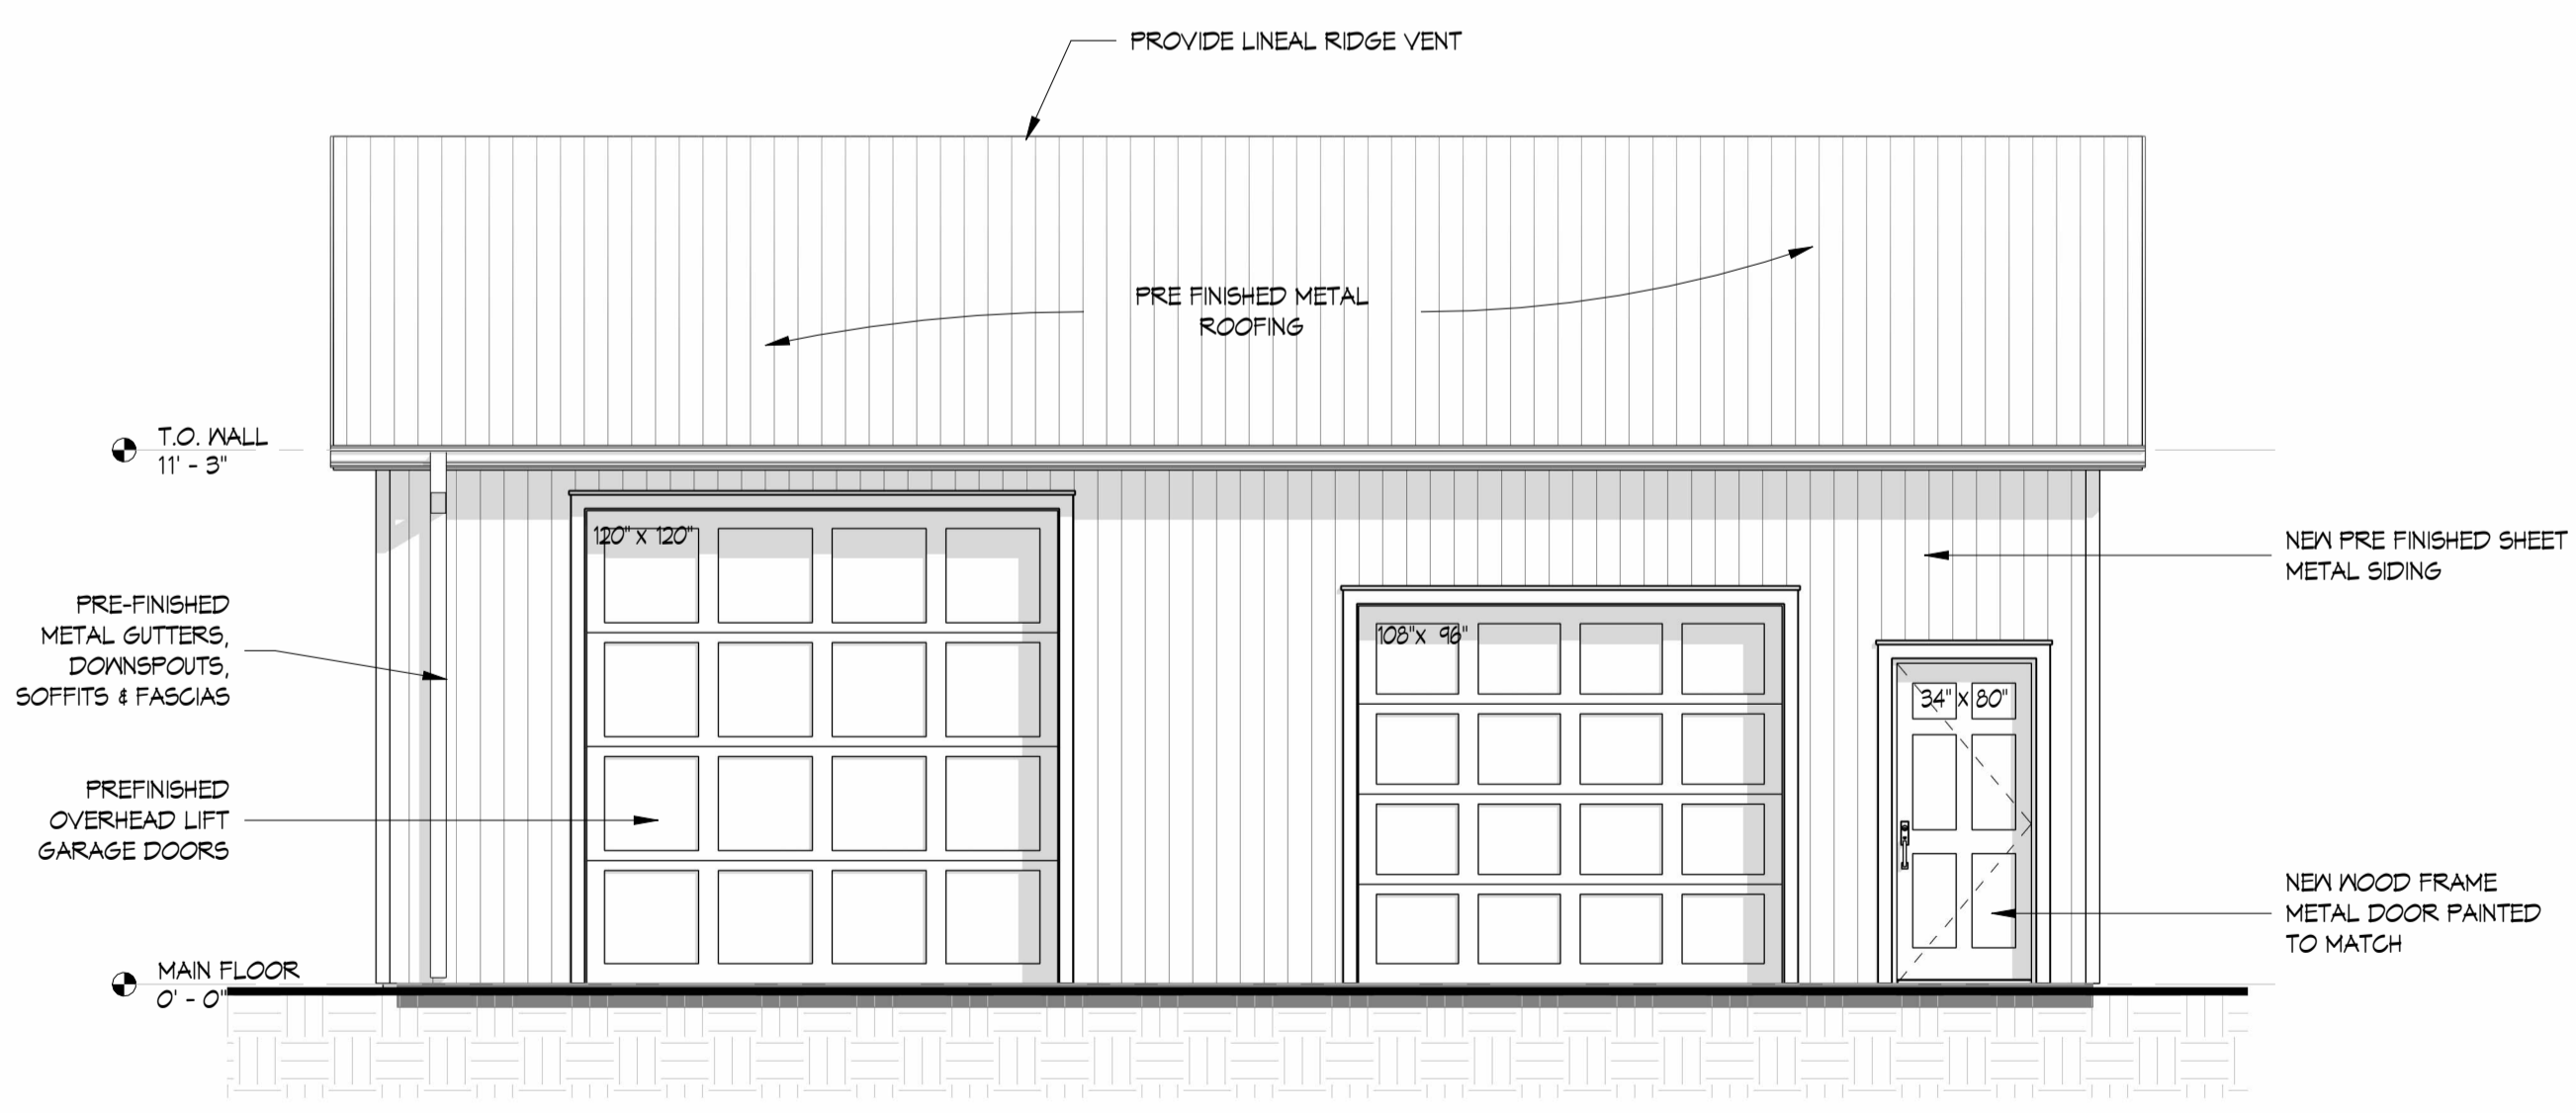 PROVIDE LINEAL RIDGE VENT
PRE FINISHED METAL
ROOFING
T.O. WALL
11' - 3"
120" x 120"
NEW PRE FINISHED SHEET
METAL SIDING
PRE-FINISHED
METAL GUTTERS,
DOWNSPOUTS,
SOFFITS & FASCIAS
108"x 96"
34" x 80"
PREFINISHED
OVERHEAD LIFT
GARAGE DOORS
NEW WOOD FRAME
METAL DOOR PAINTED
TO MATCH
MAIN FLOOR
0' - 0"